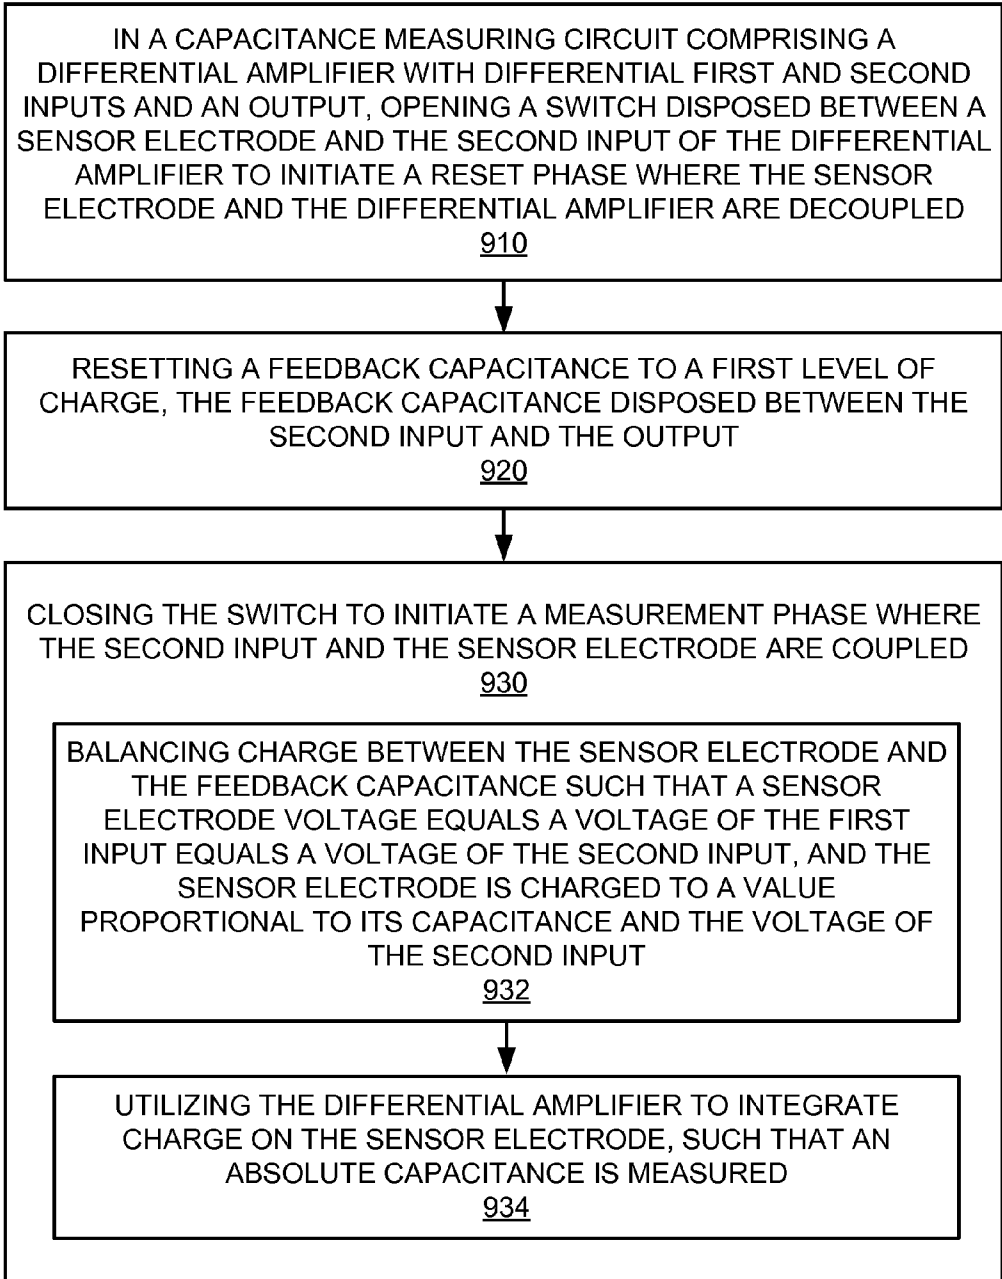 IN A CAPACITANCE MEASURING CIRCUIT COMPRISING A
DIFFERENTIAL AMPLIFIER WITH DIFFERENTIAL FIRST AND SECOND
INPUTS AND AN OUTPUT, OPENING A SWITCH DISPOSED BETWEEN A
SENSOR ELECTRODE AND THE SECOND INPUT OF THE DIFFERENTIAL
AMPLIFIER TO INITIATE A RESET PHASE WHERE THE SENSOR
ELECTRODE AND THE DIFFERENTIAL AMPLIFIER ARE DECOUPLED
910
RESETTING A FEEDBACK CAPACITANCE TO A FIRST LEVEL OF
CHARGE, THE FEEDBACK CAPACITANCE DISPOSED BETWEEN THE
SECOND INPUT AND THE OUTPUT
920
CLOSING THE SWITCH TO INITIATE A MEASUREMENT PHASE WHERE
THE SECOND INPUT AND THE SENSOR ELECTRODE ARE COUPLED
930
BALANCING CHARGE BETWEEN THE SENSOR ELECTRODE AND
THE FEEDBACK CAPACITANCE SUCH THAT A SENSOR
ELECTRODE VOLTAGE EQUALS A VOLTAGE OF THE FIRST
INPUT EQUALS A VOLTAGE OF THE SECOND INPUT, AND THE
SENSOR ELECTRODE IS CHARGED TO A VALUE
PROPORTIONAL TO ITS CAPACITANCE AND THE VOLTAGE OF
THE SECOND INPUT
932
UTILIZING THE DIFFERENTIAL AMPLIFIER TO INTEGRATE
CHARGE ON THE SENSOR ELECTRODE, SUCH THAT AN
ABSOLUTE CAPACITANCE IS MEASURED
934